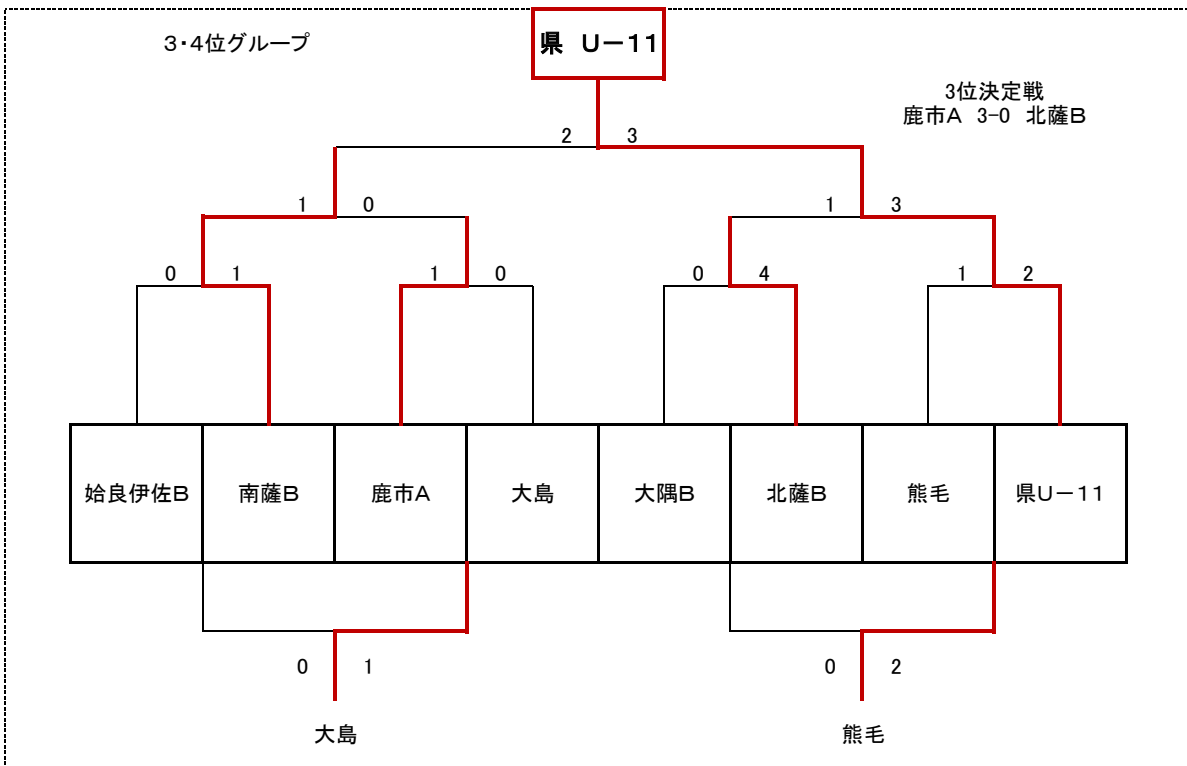 3・4位グループ
県 U－11
3位決定戦
鹿市A 3-0 北薩B
2 3
1 0 1 3
0 1 1 0 0 4 1 2
姶良伊佐B 南薩B 鹿市A 大島 大隅B 北薩B 熊毛 県U－11
0 1 0 2
大島 熊毛